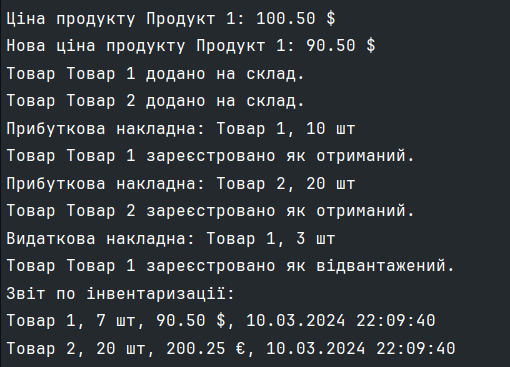 Ціна продукту Продукт 1: 100.50 $
Нова ціна продукту Продукт 1: 90.50 $
Товар Товар 1 додано на склад.
Товар Товар 2 додано на склад.
Прибуткова накладна: Товар 1, 10 шт
Товар Товар 1 зареєстровано як отриманий.
Прибуткова накладна: Товар 2, 20 шт
Товар Товар 2 зареєстровано як отриманий.
Видаткова накладна: Товар 1, 3 шт
Товар Товар 1 зареєстровано як відвантажений.
Звіт по інвентаризації:
Товар 1, 7 шт, 90.50 $, 10.03.2024 22:09:40
Товар 2, 20 шт, 200.25 €, 10.03.2024 22:09:40